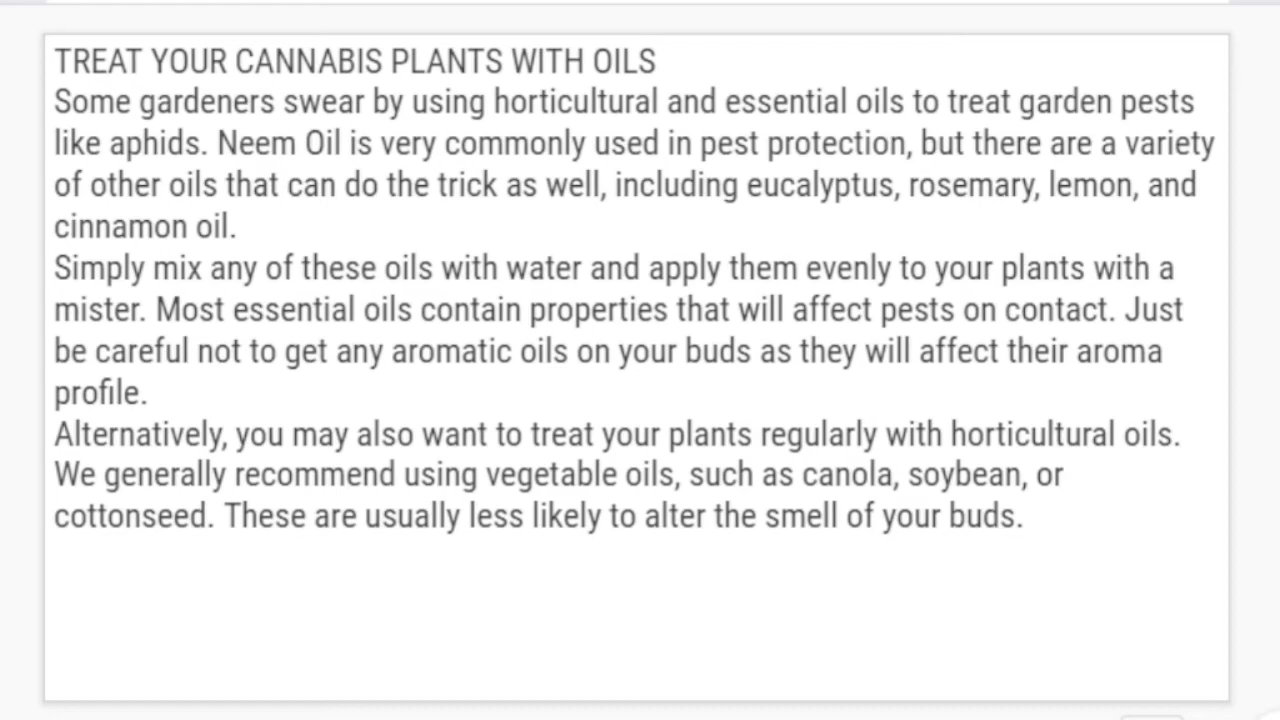 TREAT YOUR CANNABIS PLANTS WITH OILS
Some gardeners swear by using horticultural and essential oils to treat garden pests
like aphids. Neem Oil is very commonly used in pest protection, but there are a variety
of other oils that can do the trick as well, including eucalyptus, rosemary, lemon, and
cinnamon oil.
Simply mix any of these oils with water and apply them evenly to your plants with a
mister. Most essential oils contain properties that will affect pests on contact. Just
be careful not to get any aromatic oils on your buds as they will affect their aroma
profile.
Alternatively, you may also want to treat your plants regularly with horticultural oils.
We generally recommend using vegetable oils, such as canola, soybean, or
cottonseed. These are usually less likely to alter the smell of your buds.